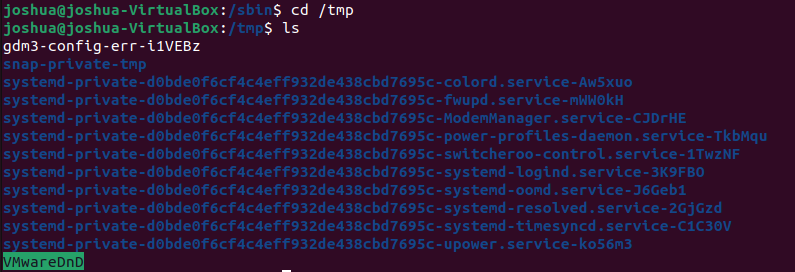 joshua@joshua-VirtualBox:/sbin$ cd /tmp
joshua@joshua-VirtualBox:/tmp$ ls
gdm3-config-err-i1VEBz
snap-private-tmp
systemd-private-d0bde0f6cf4c4eff932de438cbd7695c-colord.service-Aw5xuo
systemd-private-d0bde0f6cf4c4eff932de438cbd7695c-fwupd.service-mWW0kH
systemd-private-d0bde0f6cf4c4eff932de438cbd7695c-ModemManager.service-CJDrHE
systemd-private-d0bde0f6cf4c4eff932de438cbd7695c-power-profiles-daemon.service-TkbMqu
systemd-private-d0bde0f6cf4c4eff932de438cbd7695c-switcheroo-control.service-1TwzNF
systemd-private-d0bde0f6cf4c4eff932de438cbd7695c-systemd-logind.service-3K9FBO
systemd-private-d0bde0f6cf4c4eff932de438cbd7695c-systemd-oomd.service-J6Geb1
systemd-private-d0bde0f6cf4c4eff932de438cbd7695c-systemd-resolved.service-2GjGzd
systemd-private-d0bde0f6cf4c4eff932de438cbd7695c-systemd-timesyncd.service-C1C30V
systemd-private-d0bde0f6cf4c4eff932de438cbd7695c-upower.service-ko56m3
VMwareDnD